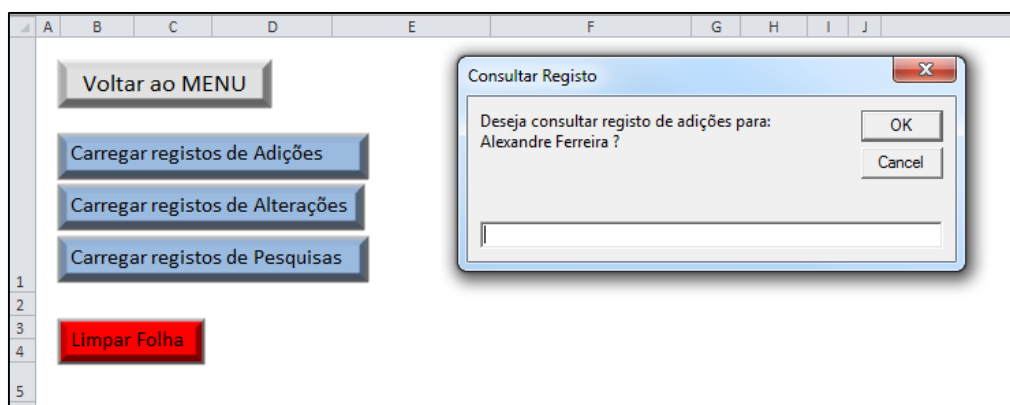 A B C D E F G H I J
Voltar ao MENU
Carregar registos de Adições
Carregar registos de Alterações
Carregar registos de Pesquisas
Limpar Folha
1
2
3
4
5
Consultar Registo
Deseja consultar registo de adições para:
Alexandre Ferreira ?
OK
Cancel